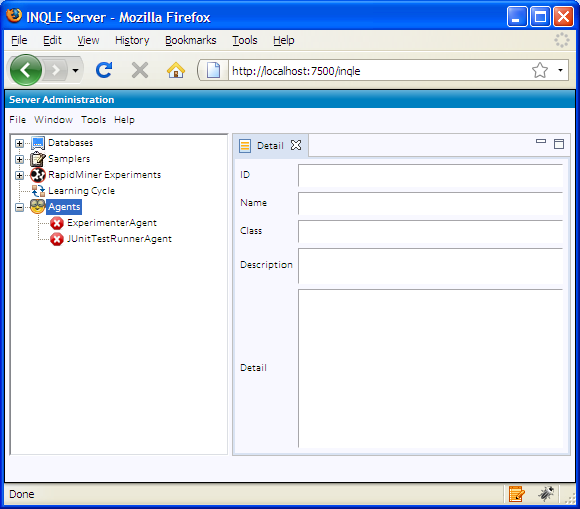 INQLE Server - Mozilla Firefox
File Edit View History Bookmarks Tools Help
http://localhost:7500/inqle
Server Administration
File Window Tools Help
Databases
Samplers
RapidMiner Experiments
Learning Cycle
Agents
ExperimenterAgent
JUnitTestRunnerAgent
Detail
ID
Name
Class
Description
Detail
Done